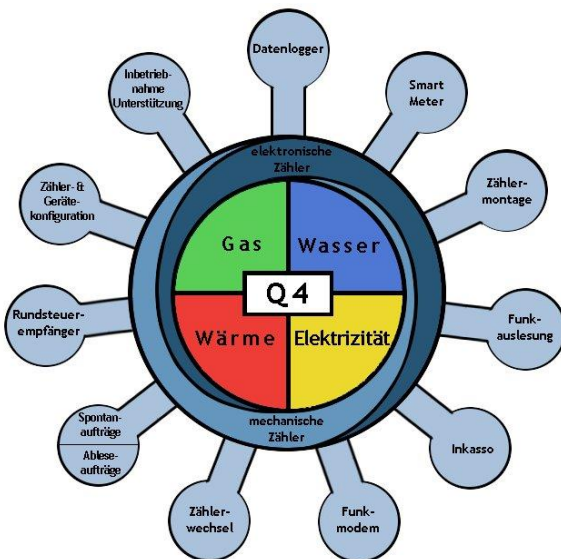 Datenlogger
Smart
Meter
Zähler-
montage
Funk-
auslesung
Inkasso
Funk-
modem
Zähler-
wechsel
Spontan-
aufträge
Ablese-
aufträge
Rundsteuer-
empfänger
Zähler- &
Geräte-
konfiguration
Inbetrieb-
nahme
Unterstützung
elektronische
Zähler
Gas
Wasser
Q4
Wärme
Elektrizität
mechanische
Zähler